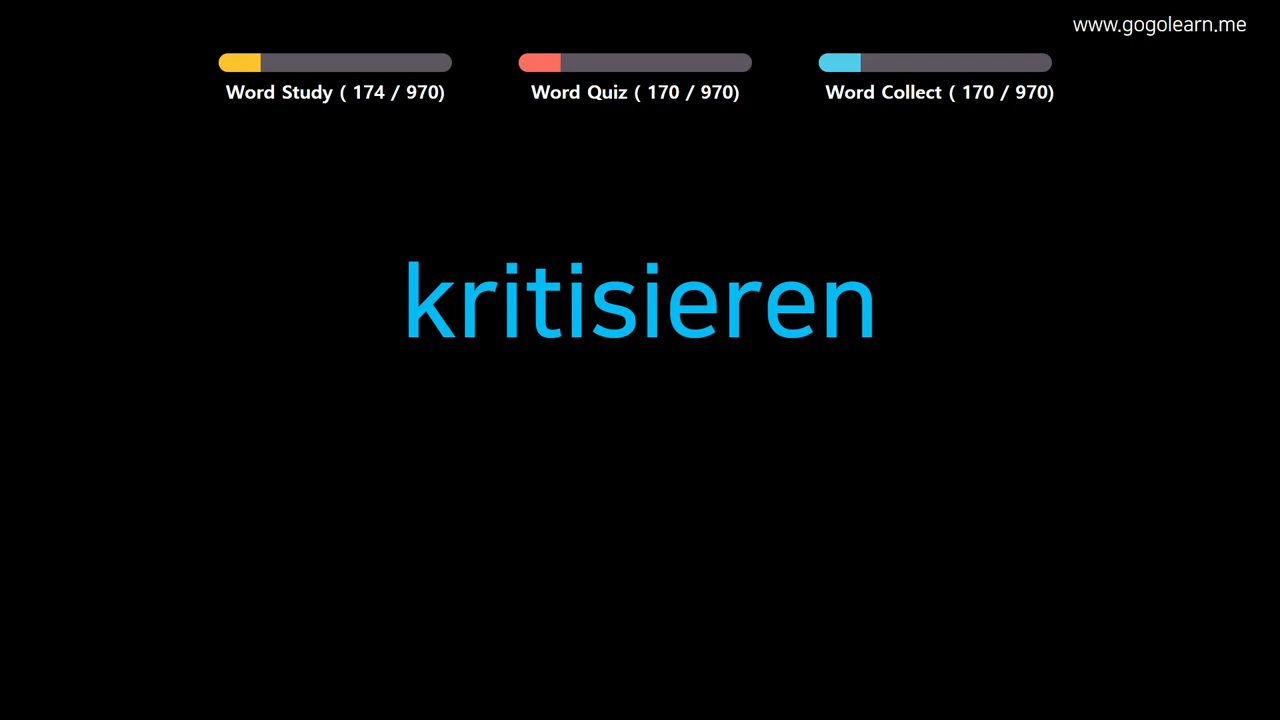 www.gogolearn.me
Word Study ( 174 / 970)
Word Quiz ( 170 / 970)
Word Collect ( 170 / 970)
kritisieren